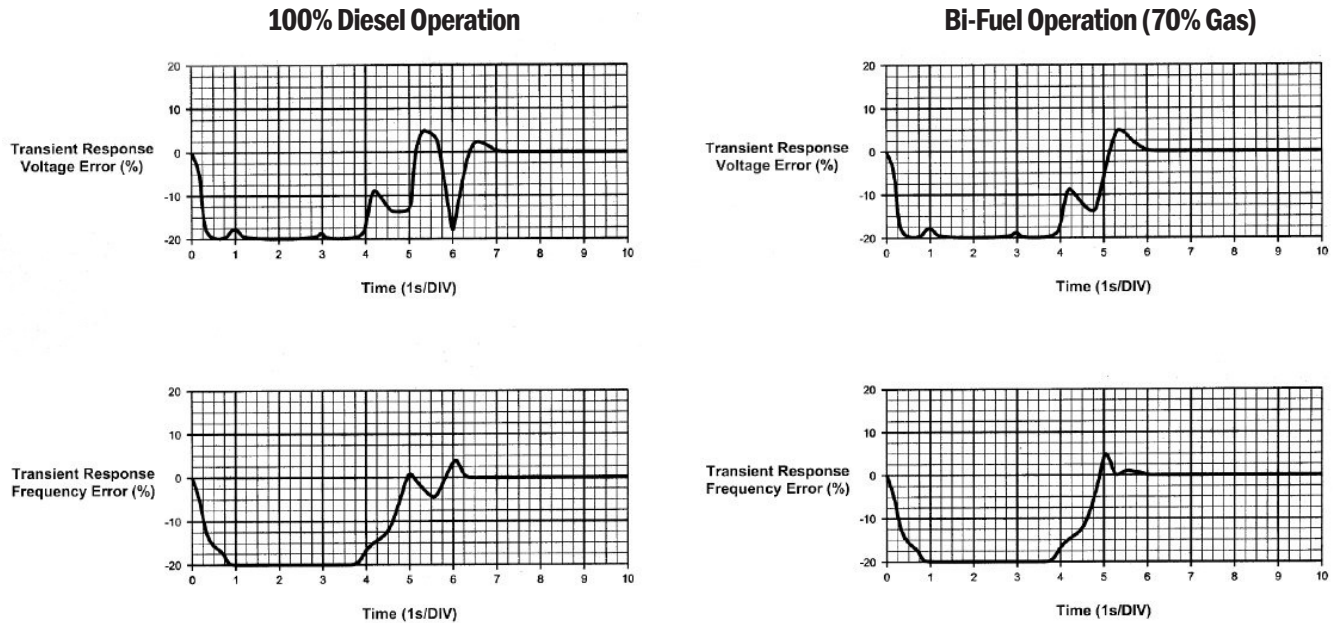 100% Diesel Operation
20
10
0
-10
-20
Transient Response
Voltage Error (%)
0 1 2 3 4 5 6 7 8 9 10
Time (1s/DIV)
Bi-Fuel Operation (70% Gas)
20
10
0
-10
-20
Transient Response
Voltage Error (%)
0 1 2 3 4 5 6 7 8 9 10
Time (1s/DIV)
20
10
0
-10
-20
Transient Response
Frequency Error (%)
0 1 2 3 4 5 6 7 8 9 10
Time (1s/DIV)
20
10
0
-10
-20
Transient Response
Frequency Error (%)
0 1 2 3 4 5 6 7 8 9 10
Time (1s/DIV)